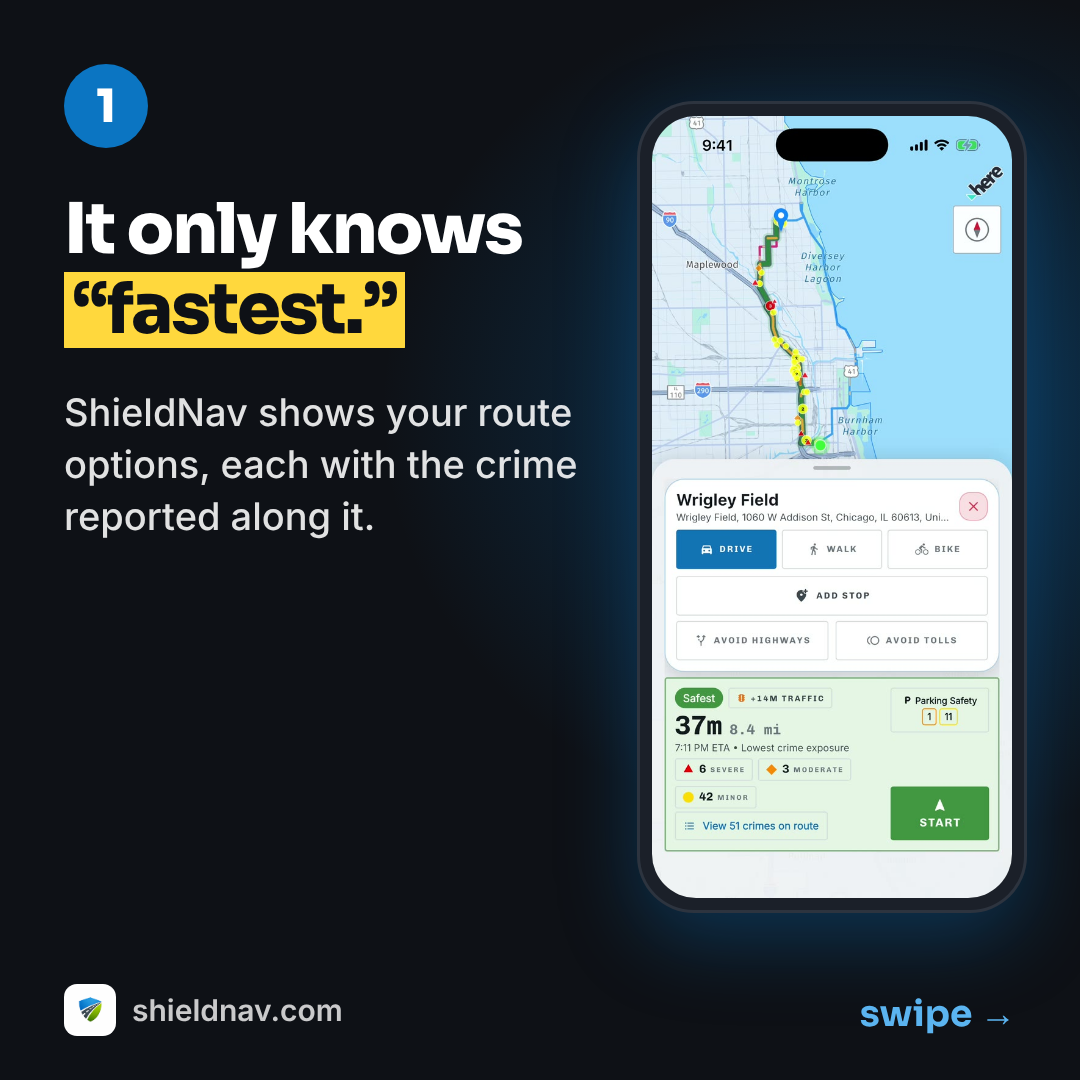 1
It only knows
“fastest.”
ShieldNav shows your route
options, each with the crime
reported along it.
41
9:41
here
Montrose
Harbor
90
Maplewood
Diversey
Harbor
Lagoon
41
IL
110
290
Burnham
Harbor
Wrigley Field
Wrigley Field, 1060 W Addison St, Chicago, IL 60613, Uni...
DRIVE
WALK
BIKE
ADD STOP
AVOID HIGHWAYS
AVOID TOLLS
Safest
+14M TRAFFIC
P Parking Safety
1 11
37m 8.4 mi
7:11 PM ETA • Lowest crime exposure
6 SEVERE
3 MODERATE
42 MINOR
View 51 crimes on route
START
shieldnav.com
swipe →